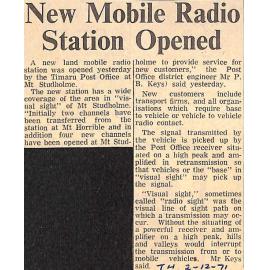 New Mobile Radio
Station Opened
A new land mobile radio
station was opened yesterday
by the Timaru Post Office at
Mt Studholme.
The new station has a wide
coverage of the area in "vis-
ual sight" of Mt Studholme.
"Initially two channels have
been transferred from the
station at Mt Horrible and in
addition four new channels
have been opened at Mt Stud-
holme to provide service for
new customers," the Post
Office district engineer Mr P.
B. Keys) said yesterday.
New customers include
transport firms, and all organ-
isations which require base
to vehicle or vehicle to vehicle
radio contact.
The signal transmitted by
the vehicle is picked up by
the Post Office receiver situ-
ated on a high peak and am-
plified in retransmission so
that vehicles or the "base" in
"visual sight" may pick up the
signal.
"Visual sight," sometimes
called "radio sight" was the
visual line of sight path on
which a transmission may oc-
cur. Without the situating of
a powerful receiver and am-
plifier on a high peak, hills
and valleys would interrupt
the transmission from or to
mobile vehicles, Mr Keys
said. TH 2-12-71